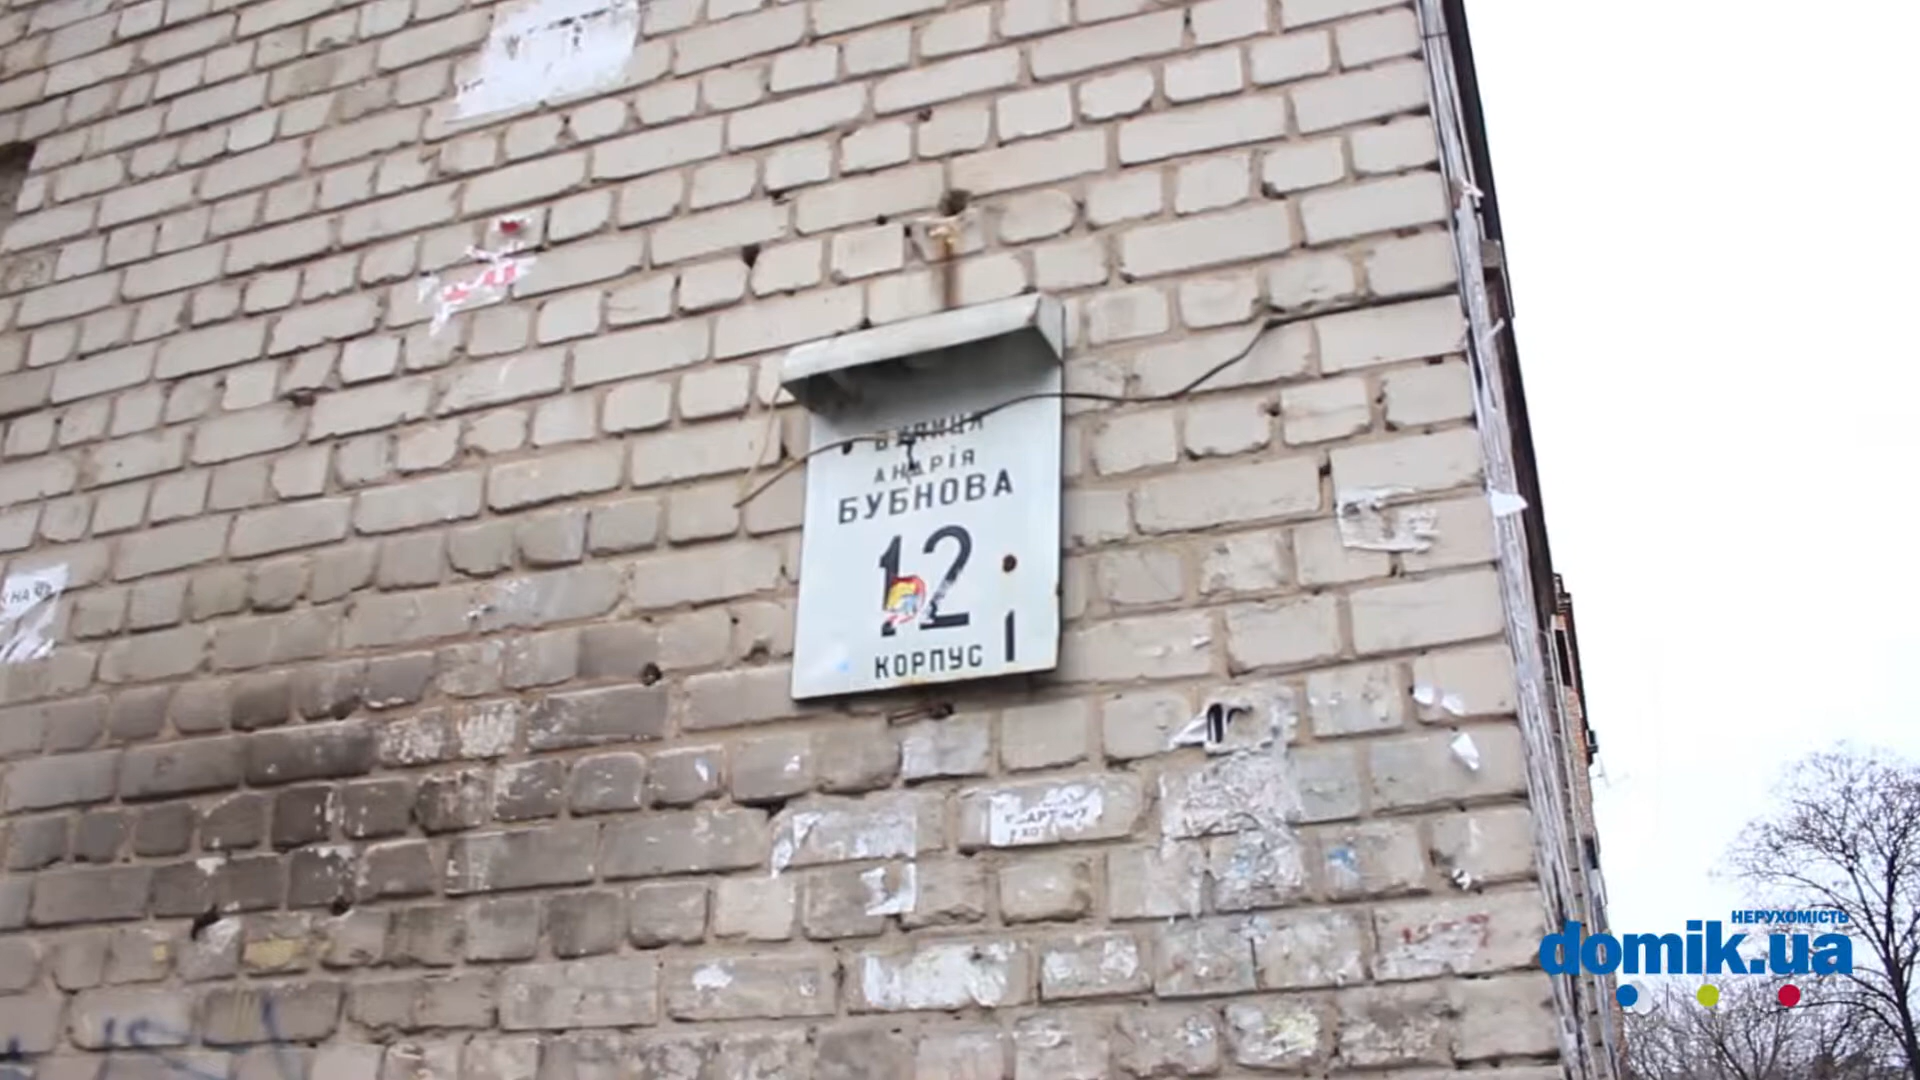 ВУЛИЦЯ
АНДРІЯ
БУБНОВА
12
КОРПУС 1
НЕРУХОМІСТЬ
domik.ua